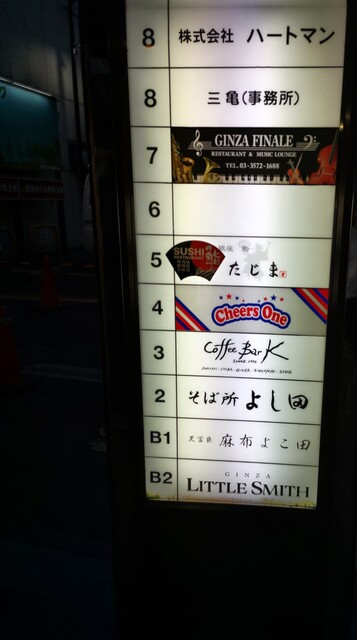 8 株式会社 ハートマン
8 三亀(事務所)
7 GINZA FINALE
RESTAURANT & MUSIC LOUNGE
TEL.03-3572-1688
6
5 SUSHI
RESTAURANT
たじま
4 Cheers One
3 Coffee Bar K
2 そば所 よし田
B1 麻布よこ田
B2 GINZA
LITTLE SMITH